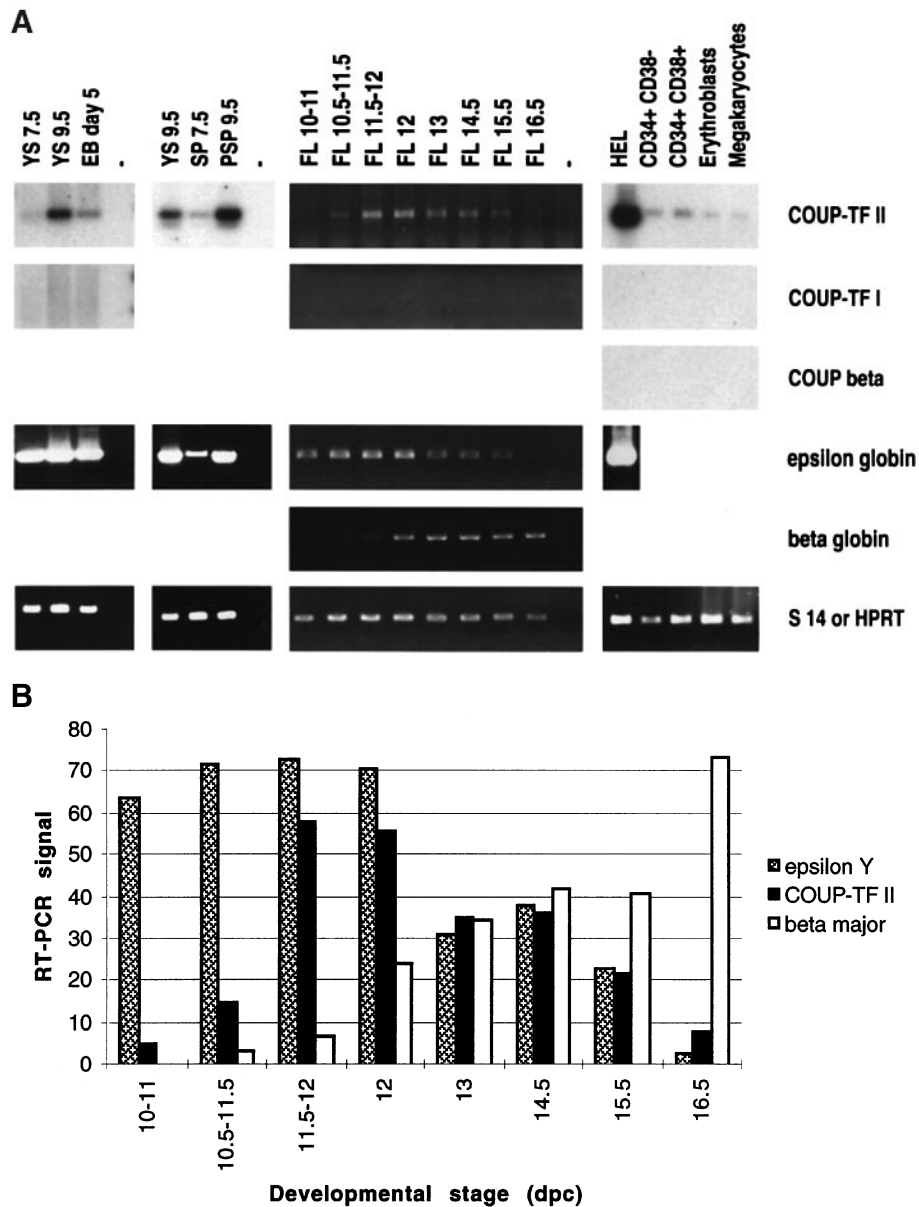 A
YS 7.5
YS 9.5
EB day 5
-
YS 9.5
SP 7.5
PSP 9.5
-
FL 10-11
FL 10.5-11.5
FL 11.5-12
FL 12
FL 13
FL 14.5
FL 15.5
FL 16.5
-
HEL
CD34+ CD38-
CD34+ CD38+
Erythroblasts
Megakaryocytes
COUP-TF II
COUP-TF I
COUP beta
epsilon globin
beta globin
S 14 or HPRT
B
80
70
60
50
40
30
20
10
0
RT-PCR signal
epsilon Y
COUP-TF II
beta major
10-11
10.5-11.5
11.5-12
12
13
14.5
15.5
16.5
Developmental stage (dpc)